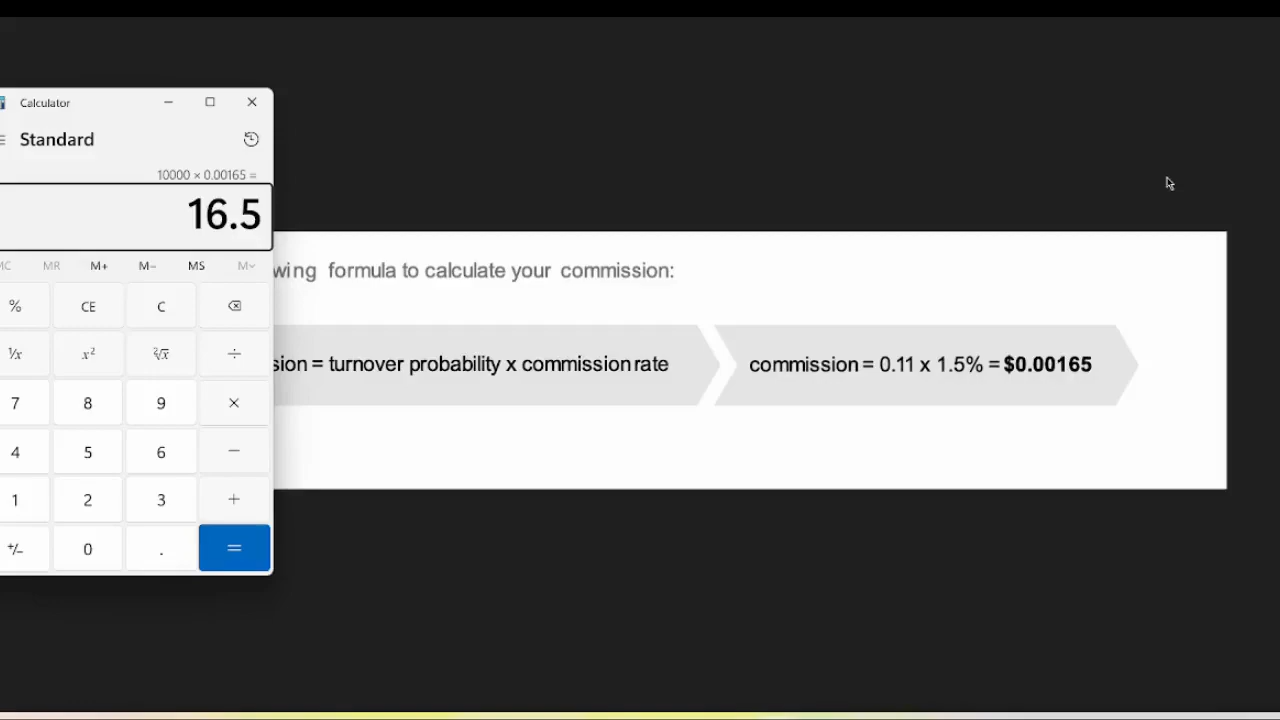 Calculator
Standard
10000 × 0.00165 =
16.5
MC MR M+ M− MS M˅
% CE C
¹/x x² ²√x ÷
7 8 9 ×
4 5 6 −
1 2 3 +
+/− 0 . =
wing formula to calculate your commission:
sion = turnover probability x commission rate
commission = 0.11 x 1.5% = $0.00165